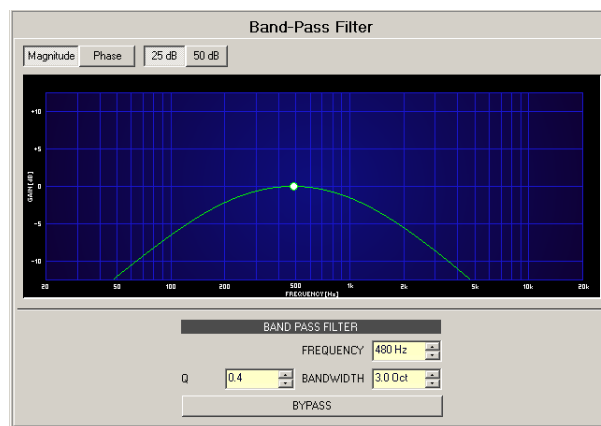 Band-Pass Filter
Magnitude Phase 25 dB 50 dB
+10
+5
0
-5
-10
GAIN [dB]
20 50 100 200 500 1k 2k 5k 10k 20k
FREQUENCY [Hz]
BAND PASS FILTER
FREQUENCY 480 Hz
Q 0.4 BANDWIDTH 3.0 Oct
BYPASS